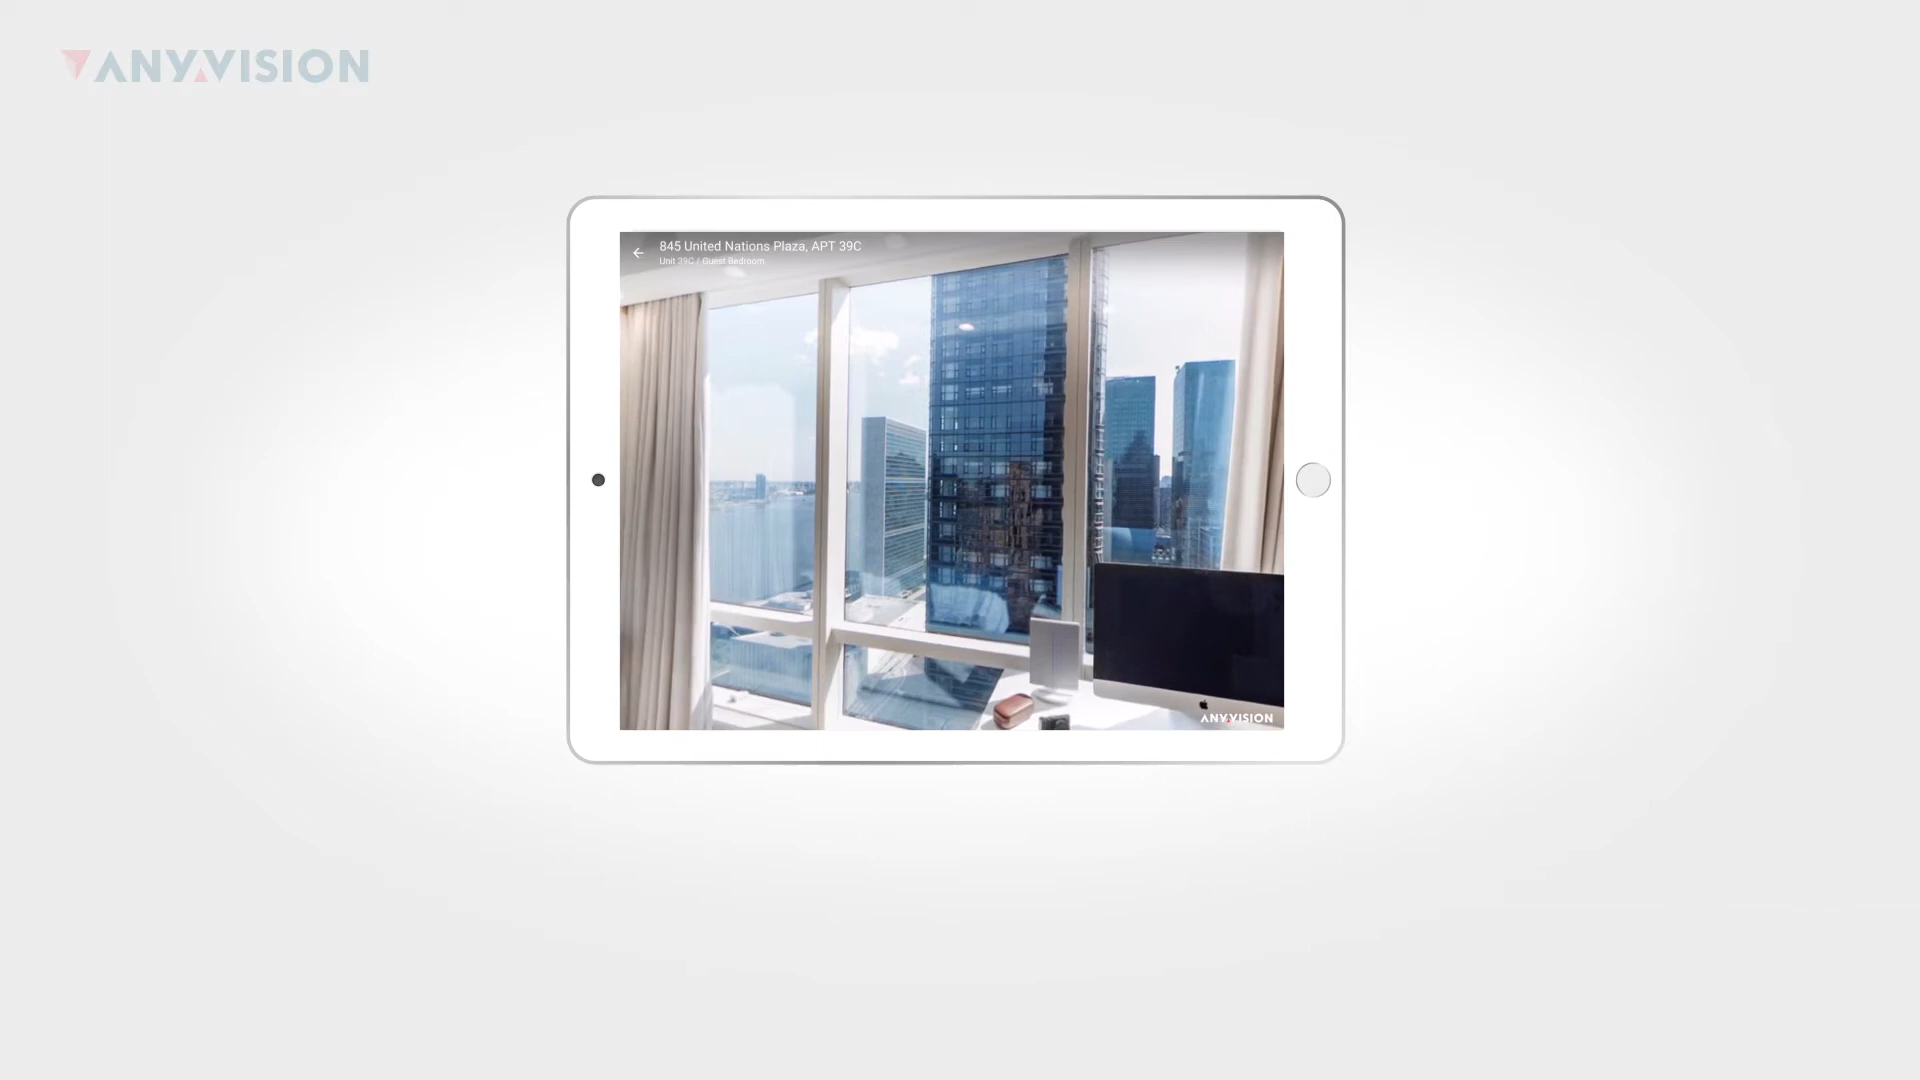 ANYVISION
845 United Nations Plaza, APT 39C
Unit 39C / Guest Bedroom
ANYVISION